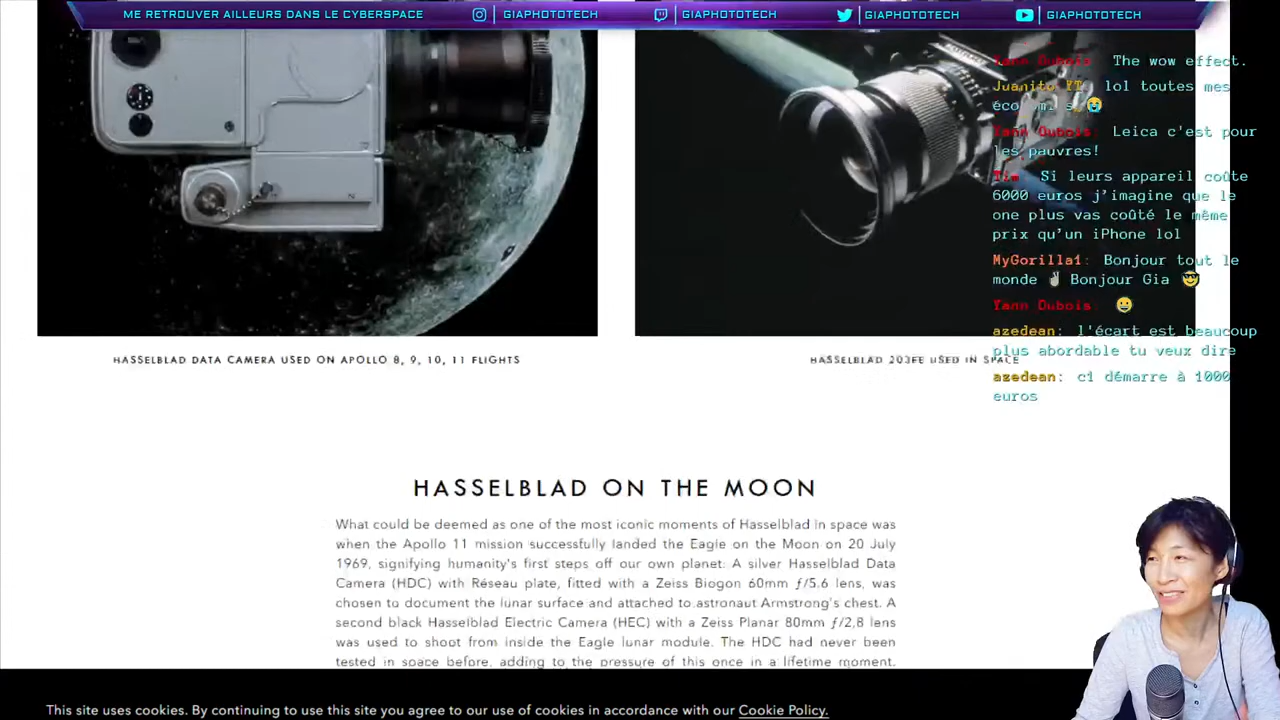 ME RETROUVER AILLEURS DANS LE CYBERSPACE
GIAPHOTOTECH
GIAPHOTOTECH
GIAPHOTOTECH
GIAPHOTOTECH
Yann Dubois: The wow effect.
Juanito YT: lol toutes mes
économies 😭
Yann Dubois: Leica c'est pour
les pauvres!
Tim: Si leurs appareil coûte
6000 euros j’imagine que le
one plus vas coûté le même
prix qu’un iPhone lol
MyGorilla1: Bonjour tout le
monde ✌ Bonjour Gia 😎
Yann Dubois: 😀
azedean: l'écart est beaucoup
plus abordable tu veux dire
azedean: c1 démarre à 1000
euros
HASSELBLAD DATA CAMERA USED ON APOLLO 8, 9, 10, 11 FLIGHTS
HASSELBLAD 203FE USED IN SPACE
HASSELBLAD ON THE MOON
What could be deemed as one of the most iconic moments of Hasselblad in space was
when the Apollo 11 mission successfully landed the Eagle on the Moon on 20 July
1969, signifying humanity's first steps off our own planet. A silver Hasselblad Data
Camera (HDC) with Réseau plate, fitted with a Zeiss Biogon 60mm ƒ/5.6 lens, was
chosen to document the lunar surface and attached to astronaut Armstrong's chest. A
second black Hasselblad Electric Camera (HEC) with a Zeiss Planar 80mm ƒ/2,8 lens
was used to shoot from inside the Eagle lunar module. The HDC had never been
tested in space before, adding to the pressure of this once in a lifetime moment.
This site uses cookies. By continuing to use this site you agree to our use of cookies in accordance with our Cookie Policy.